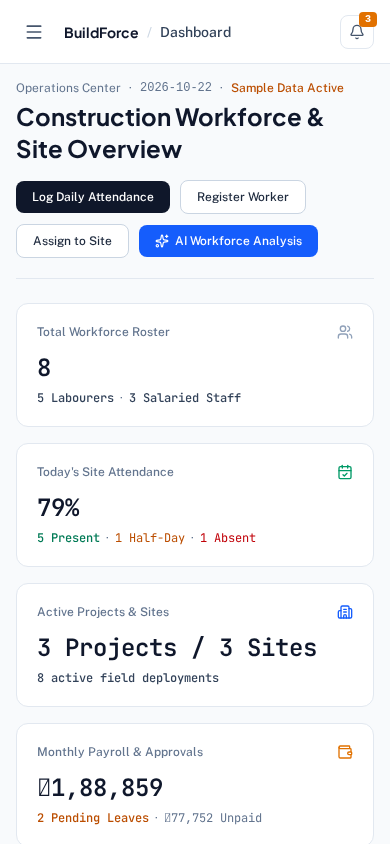 BuildForce / Dashboard
3
Operations Center · 2026-10-22 · Sample Data Active
Construction Workforce &
Site Overview
Log Daily Attendance
Register Worker
Assign to Site
AI Workforce Analysis
Total Workforce Roster
8
5 Labourers · 3 Salaried Staff
Today's Site Attendance
79%
5 Present · 1 Half-Day · 1 Absent
Active Projects & Sites
3 Projects / 3 Sites
8 active field deployments
Monthly Payroll & Approvals
1,88,859
2 Pending Leaves · 77,752 Unpaid